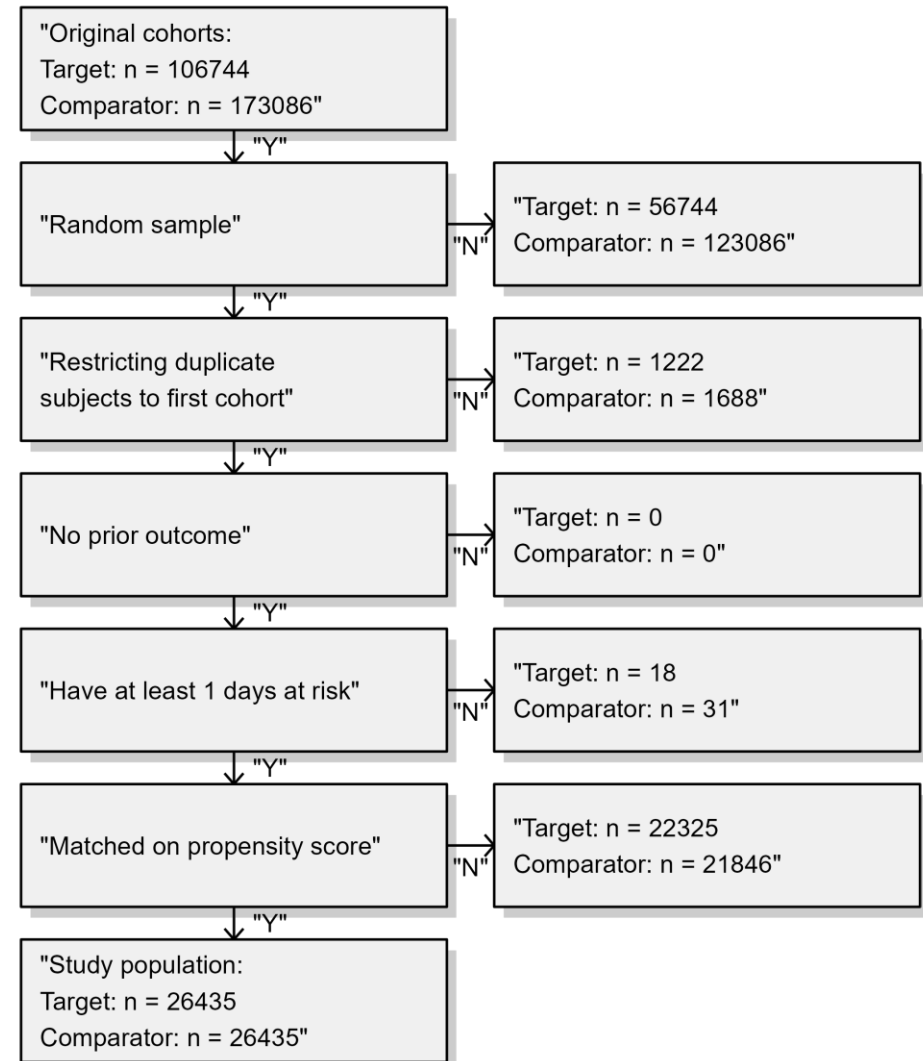 "Original cohorts:
Target: n = 106744
Comparator: n = 173086"
"Y"
"Random sample"
"N"
"Target: n = 56744
Comparator: n = 123086"
"Y"
"Restricting duplicate
subjects to first cohort"
"N"
"Target: n = 1222
Comparator: n = 1688"
"Y"
"No prior outcome"
"N"
"Target: n = 0
Comparator: n = 0"
"Y"
"Have at least 1 days at risk"
"N"
"Target: n = 18
Comparator: n = 31"
"Y"
"Matched on propensity score"
"N"
"Target: n = 22325
Comparator: n = 21846"
"Y"
"Study population:
Target: n = 26435
Comparator: n = 26435"